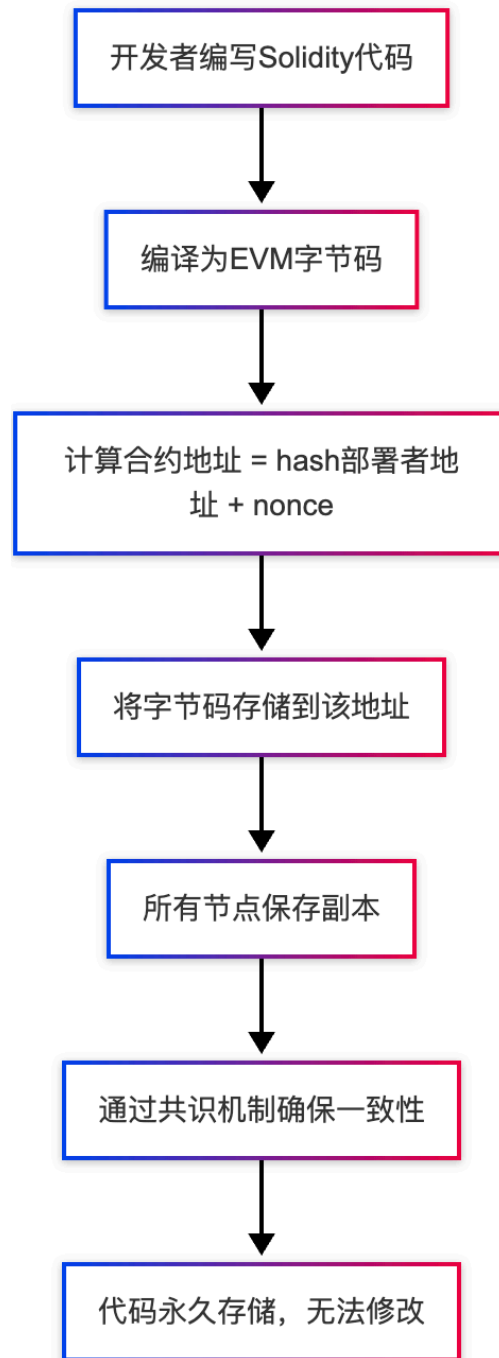 开发者编写Solidity代码
编译为EVM字节码
计算合约地址 = hash部署者地
址 + nonce
将字节码存储到该地址
所有节点保存副本
通过共识机制确保一致性
代码永久存储，无法修改